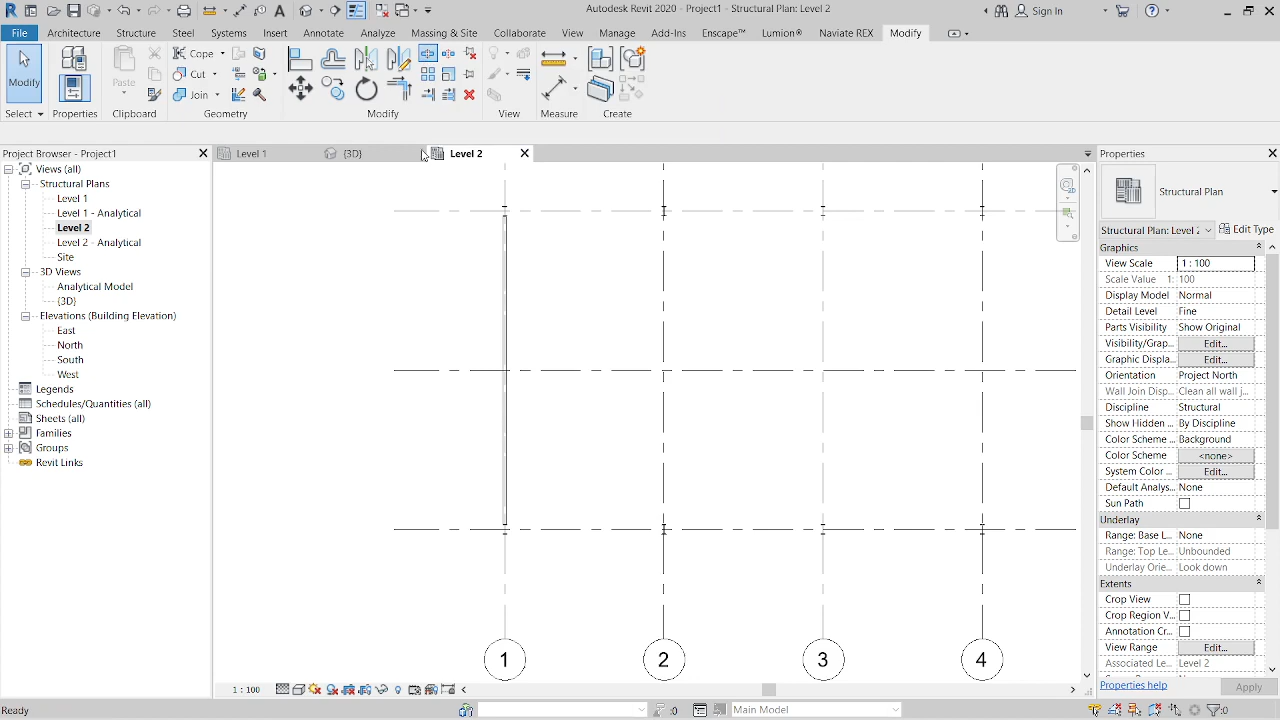 Autodesk Revit 2020 - Project1 - Structural Plan: Level 2
Sign In
File Architecture Structure Steel Systems Insert Annotate Analyze Massing & Site Collaborate View Manage Add-Ins Enscape™ Lumion® Naviate REX Modify
Modify Paste Cope Cut Join
Select Properties Clipboard Geometry Modify View Measure Create
Project Browser - Project1
Level 1 {3D} Level 2
Properties
Views (all)
Structural Plans
Level 1
Level 1 - Analytical
Level 2
Level 2 - Analytical
Site
3D Views
Analytical Model
{3D}
Elevations (Building Elevation)
East
North
South
West
Legends
Schedules/Quantities (all)
Sheets (all)
Families
Groups
Revit Links
1
2
3
4
Structural Plan
Structural Plan: Level 2 Edit Type
Graphics
View Scale 1 : 100
Scale Value 1: 100
Display Model Normal
Detail Level Fine
Parts Visibility Show Original
Visibility/Grap... Edit...
Graphic Displa... Edit...
Orientation Project North
Wall Join Disp... Clean all wall j...
Discipline Structural
Show Hidden ... By Discipline
Color Scheme ... Background
Color Scheme <none>
System Color ... Edit...
Default Analys... None
Sun Path
Underlay
Range: Base L... None
Range: Top Le... Unbounded
Underlay Orie... Look down
Extents
Crop View
Crop Region V...
Annotation Cr...
View Range Edit...
Associated Le... Level 2
Properties help Apply
1 : 100
Ready :0 Main Model :0